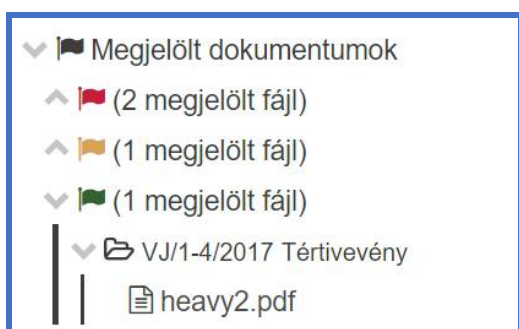 Megjelölt dokumentumok
(2 megjelölt fájl)
(1 megjelölt fájl)
(1 megjelölt fájl)
VJ/1-4/2017 Tértivevény
heavy2.pdf